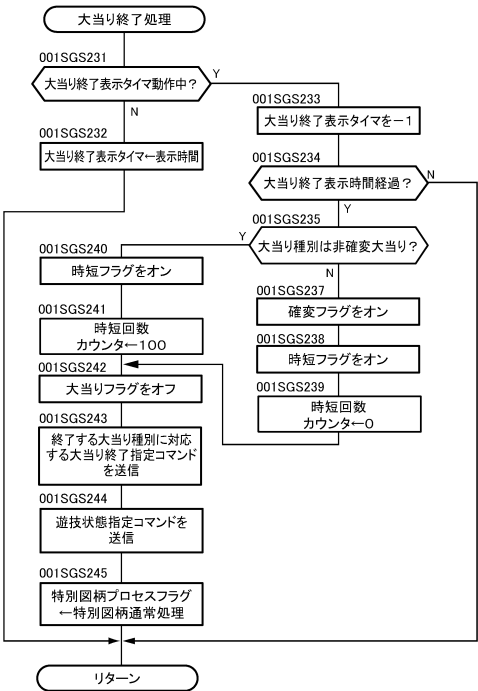 大当り終了処理
001SGS231
大当り終了表示タイマ動作中？
Y
N
001SGS232
大当り終了表示タイマ←表示時間
001SGS233
大当り終了表示タイマを－１
001SGS234
大当り終了表示時間経過？
N
Y
001SGS235
大当り種別は非確変大当り？
Y
N
001SGS237
確変フラグをオン
001SGS238
時短フラグをオン
001SGS239
時短回数
カウンタ←0
001SGS240
時短フラグをオン
001SGS241
時短回数
カウンタ←100
001SGS242
大当りフラグをオフ
001SGS243
終了する大当り種別に対応
する大当り終了指定コマンド
を送信
001SGS244
遊技状態指定コマンドを
送信
001SGS245
特別図柄プロセスフラグ
←特別図柄通常処理
リターン